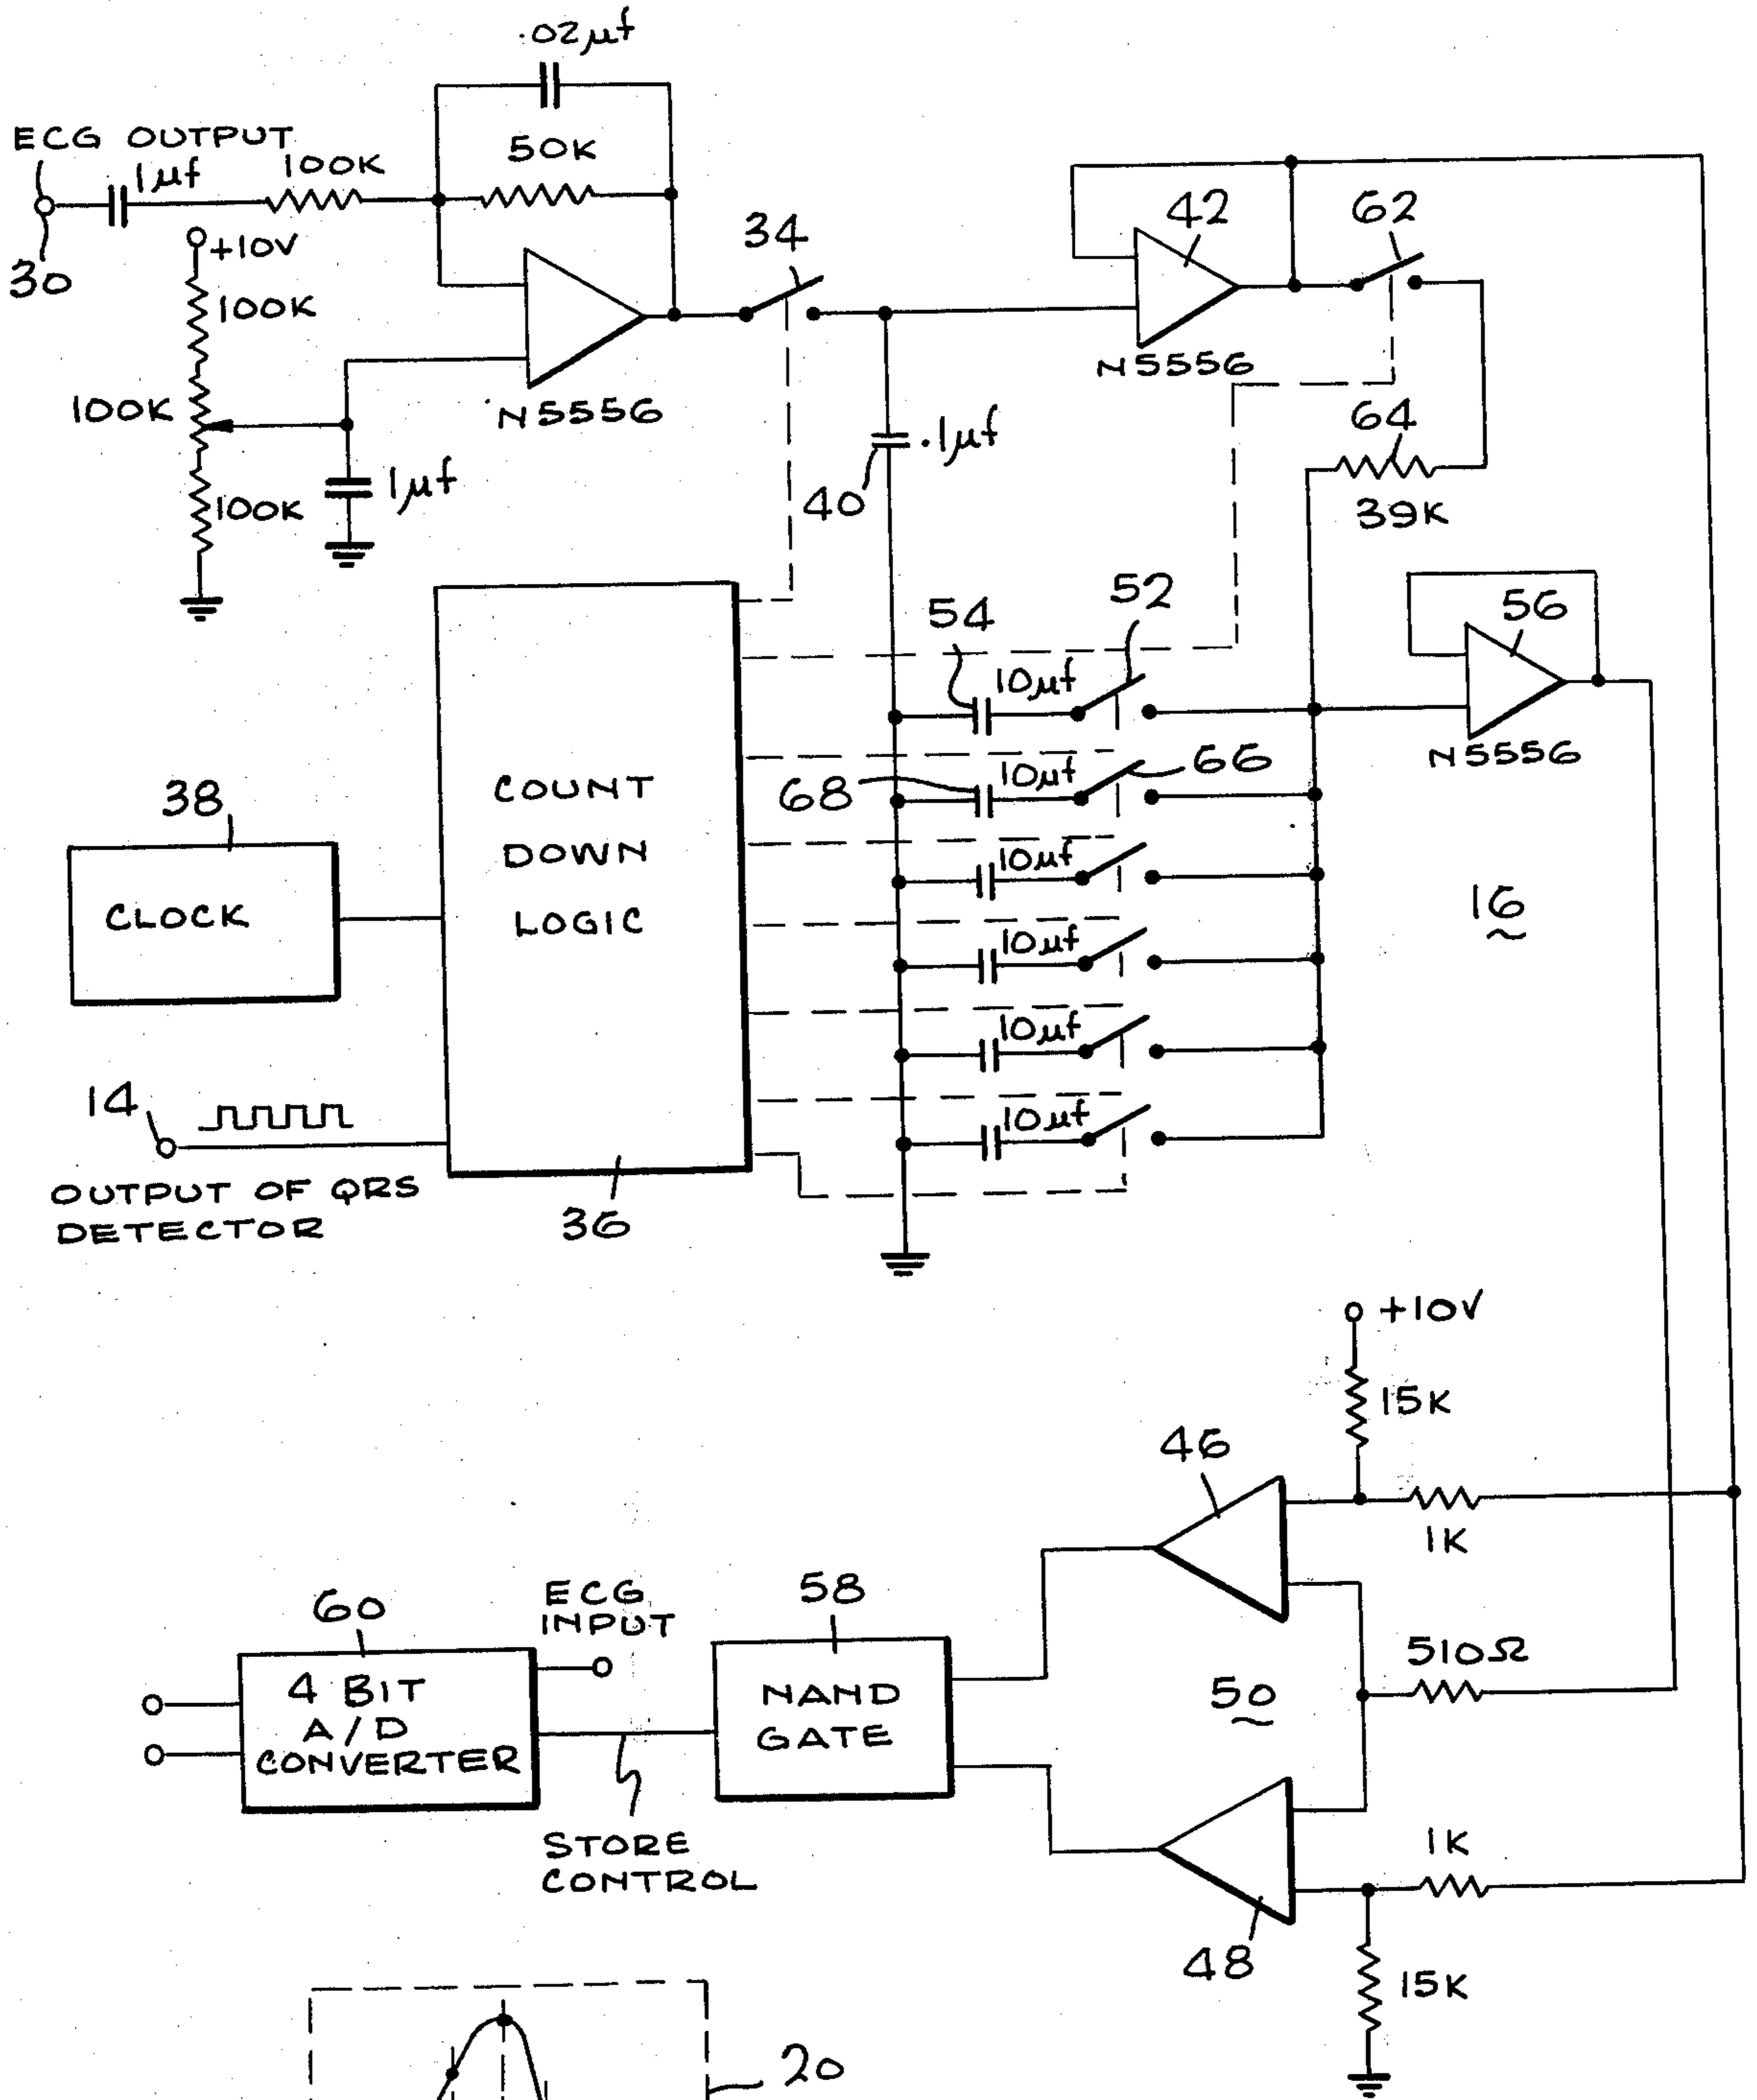 .02µf
ECG OUTPUT
1µf
100K
50K
30
+10V
100K
100K
100K
1µf
N5556
34
42
62
N5556
.1µf
40
64
39K
54
52
56
10µf
N5556
68
10µf
66
10µf
10µf
10µf
10µf
16
38
CLOCK
COUNT
DOWN
LOGIC
14
OUTPUT OF QRS
DETECTOR
36
+10V
15K
46
1K
60
4 BIT
A/D
CONVERTER
ECG
INPUT
58
NAND
GATE
50
510Ω
STORE
CONTROL
1K
48
15K
20